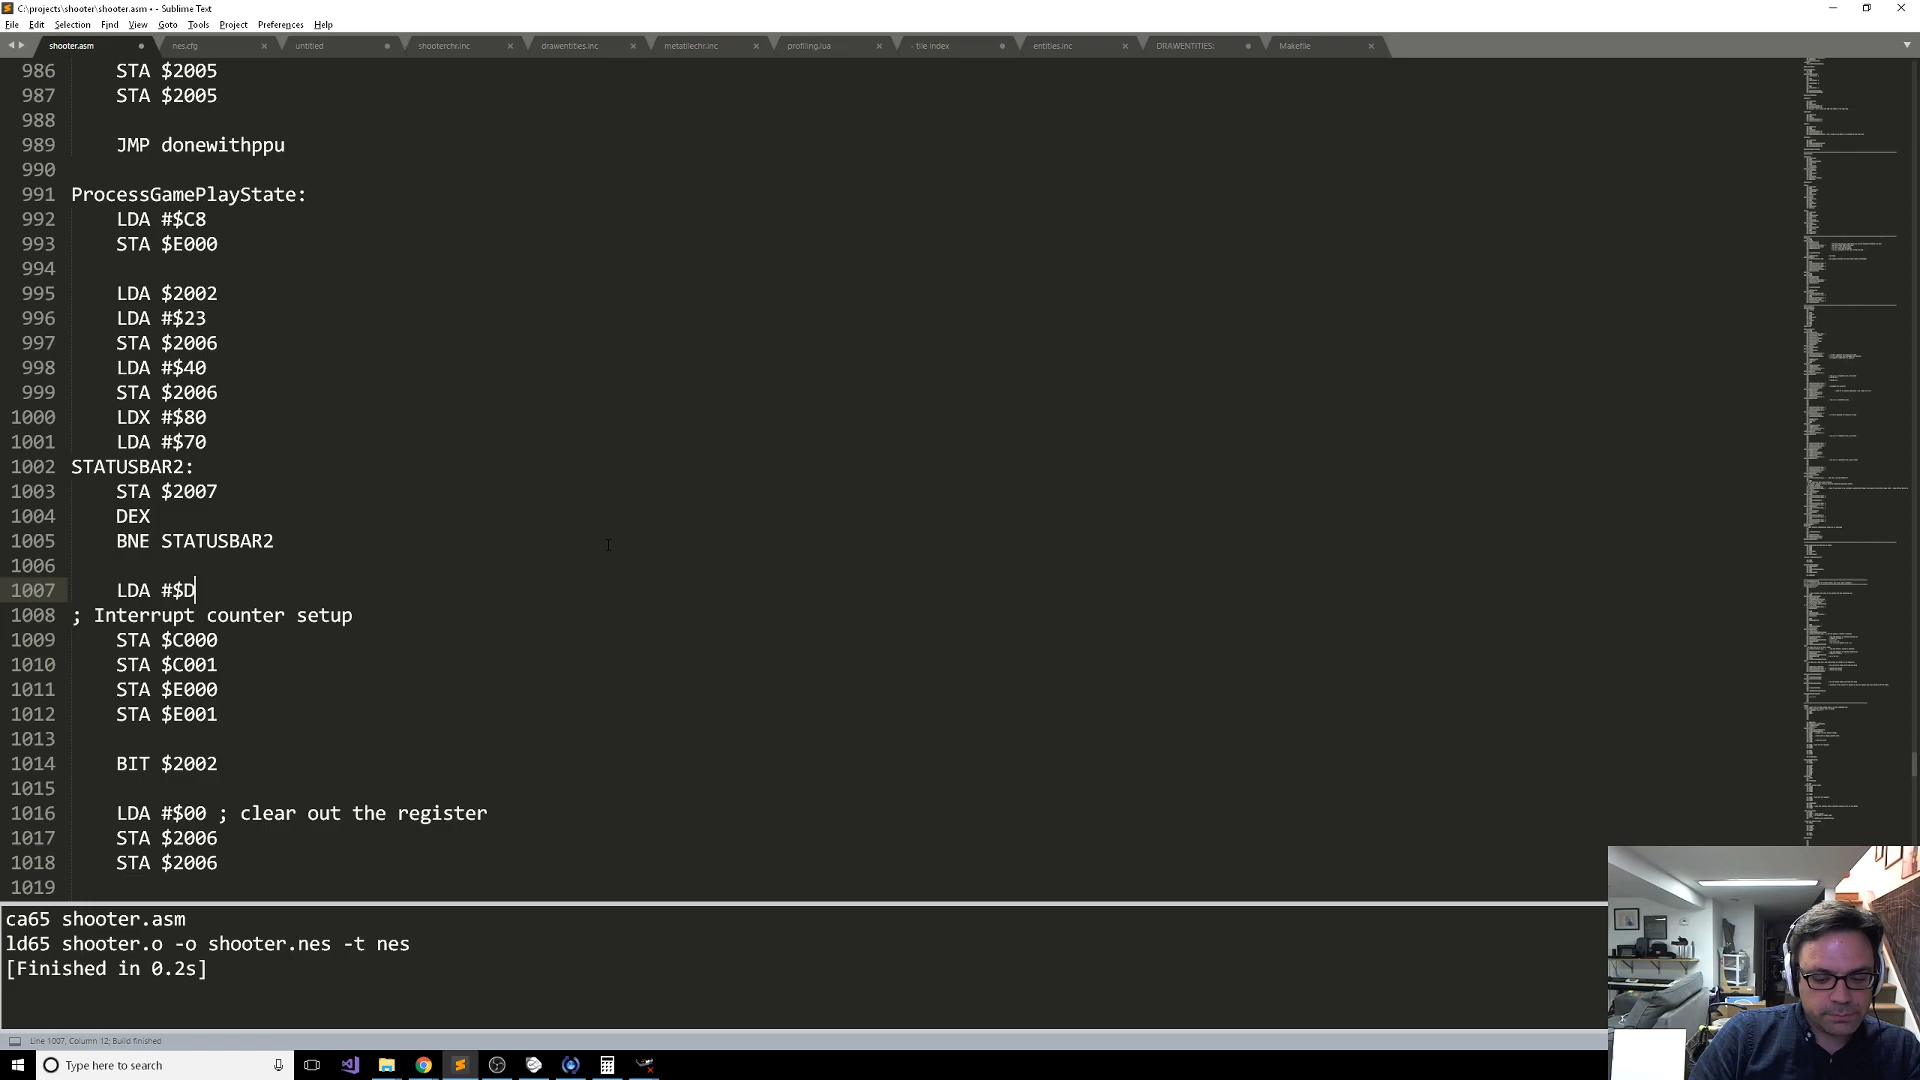 C:\projects\shooter\shooter.asm • - Sublime Text
File Edit Selection Find View Goto Tools Project Preferences Help
shooter.asm nes.cfg untitled shooterchr.inc drawentities.inc metatilechr.inc profiling.lua - tile index entities.inc DRAWENTITIES: Makefile
986 STA $2005
987 STA $2005
988
989 JMP donewithppu
990
991 ProcessGamePlayState:
992 LDA #$C8
993 STA $E000
994
995 LDA $2002
996 LDA #$23
997 STA $2006
998 LDA #$40
999 STA $2006
1000 LDX #$80
1001 LDA #$70
1002 STATUSBAR2:
1003 STA $2007
1004 DEX
1005 BNE STATUSBAR2
1006
1007 LDA #$D
1008 ; Interrupt counter setup
1009 STA $C000
1010 STA $C001
1011 STA $E000
1012 STA $E001
1013
1014 BIT $2002
1015
1016 LDA #$00 ; clear out the register
1017 STA $2006
1018 STA $2006
1019
ca65 shooter.asm
ld65 shooter.o -o shooter.nes -t nes
[Finished in 0.2s]
Line 1007, Column 12; Build finished
Type here to search